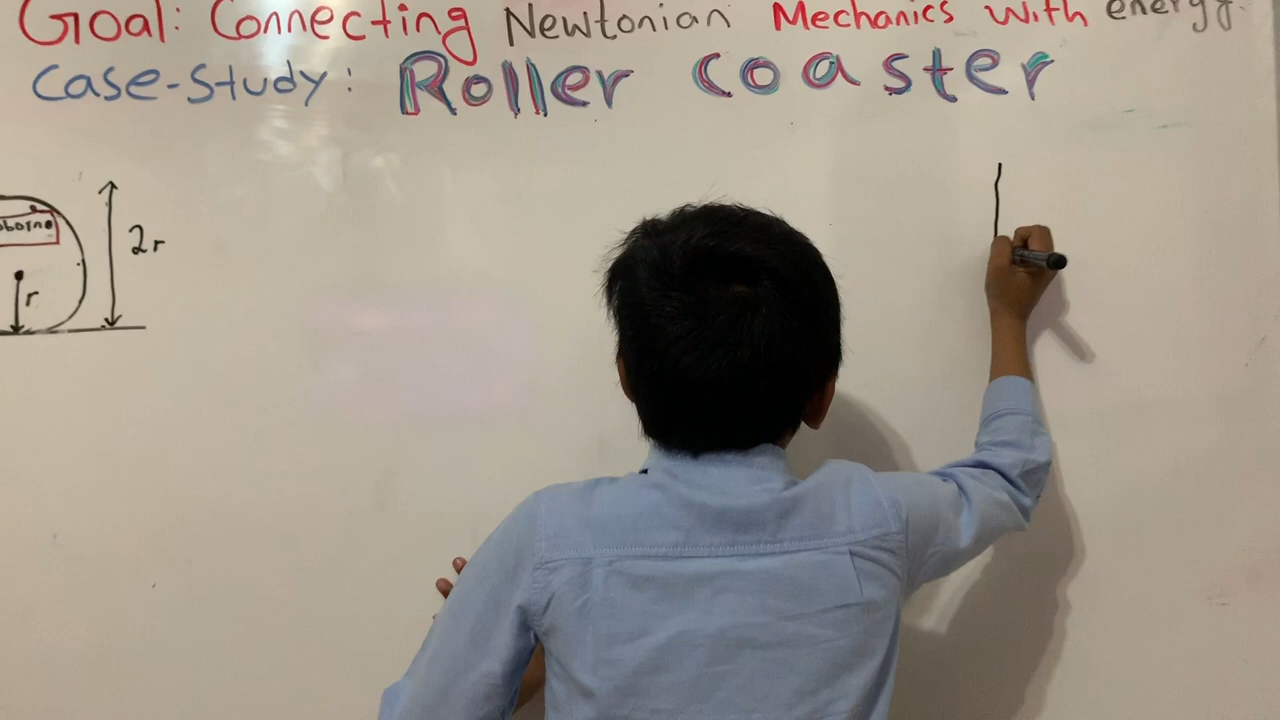 Goal: Connecting Newtonian Mechanics With energy.
Case-Study: Roller coaster
2r
r